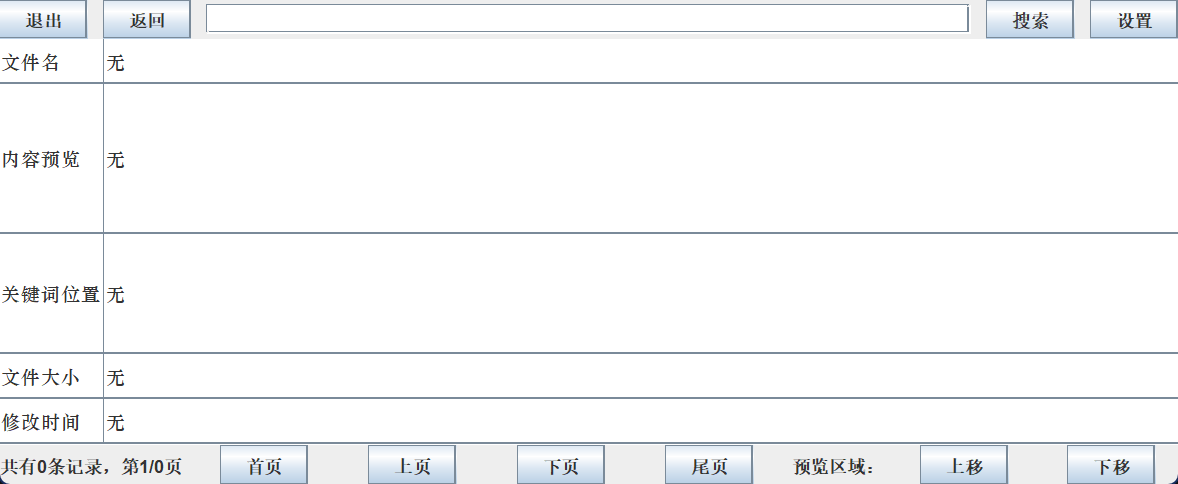 退出 返回 搜索 设置
文件名 无
内容预览 无
关键词位置 无
文件大小 无
修改时间 无
共有0条记录，第1/0页 首页 上页 下页 尾页 预览区域： 上移 下移